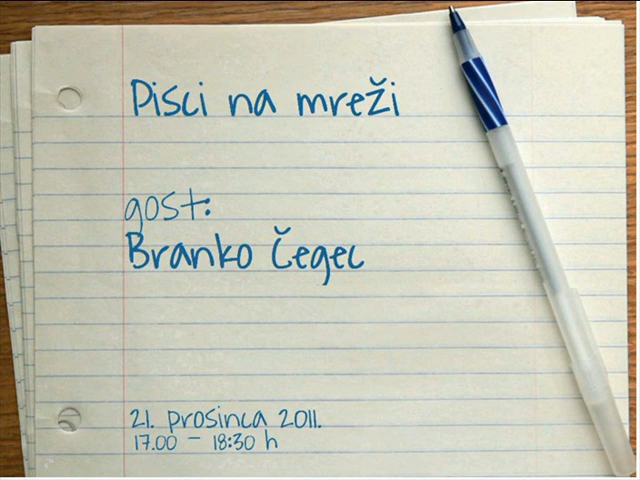 Pisci na mreži
gost:
Branko Čegec
21. prosinca 2011.
17.00 - 18:30 h